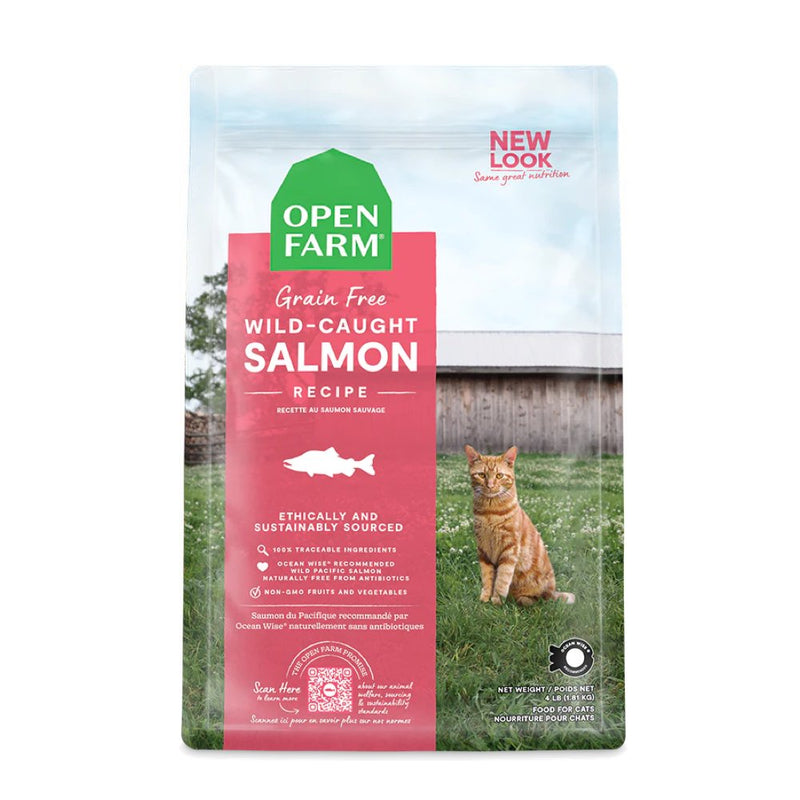 NEW
LOOK
Same great nutrition
OPEN
FARM®
Grain Free
WILD-CAUGHT
SALMON
RECIPE
RECETTE AU SAUMON SAUVAGE
ETHICALLY AND
SUSTAINABLY SOURCED
100% TRACEABLE INGREDIENTS
OCEAN WISE® RECOMMENDED
WILD PACIFIC SALMON
NATURALLY FREE FROM ANTIBIOTICS
NON-GMO FRUITS AND VEGETABLES
Saumon du Pacifique recommandé par
Ocean Wise® naturellement sans antibiotiques
THE OPEN FARM PROMISE
Scan Here
to learn more
about our animal
welfare, sourcing
& sustainability
standards
Scannez ici pour en savoir plus sur nos normes
OCEAN WISE®
NET WEIGHT / POIDS NET
4 LB (1.81 KG)
FOOD FOR CATS
NOURRITURE POUR CHATS